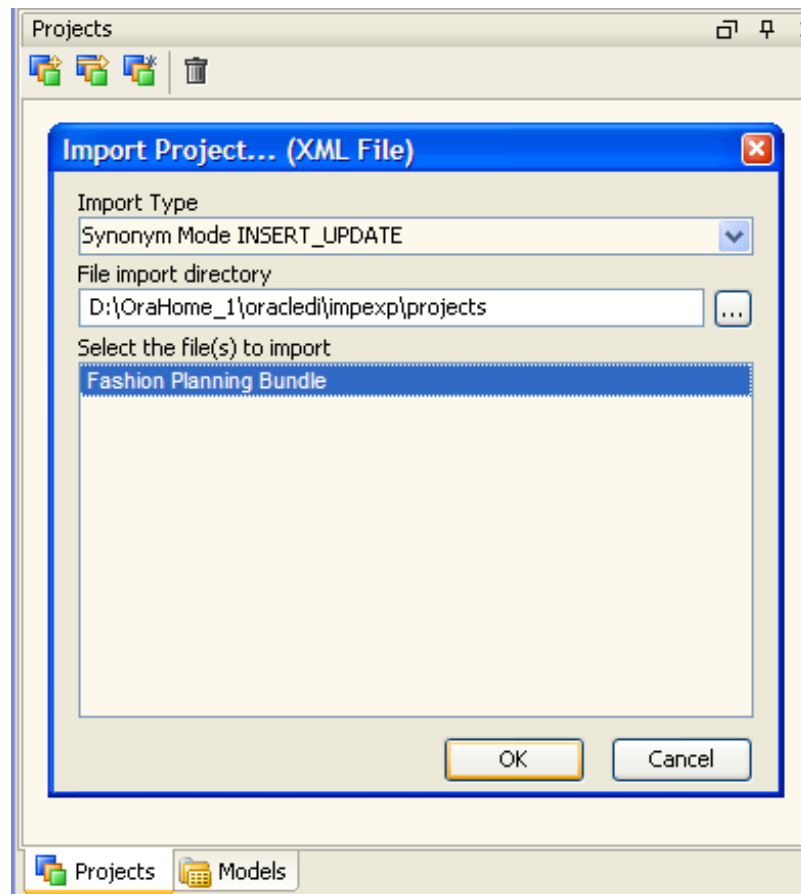 Projects
Import Project... (XML File)
Import Type
Synonym Mode INSERT_UPDATE
File import directory
D:\OraHome_1\oracledi\impexp\projects
...
Select the file(s) to import
Fashion Planning Bundle
OK Cancel
Projects Models